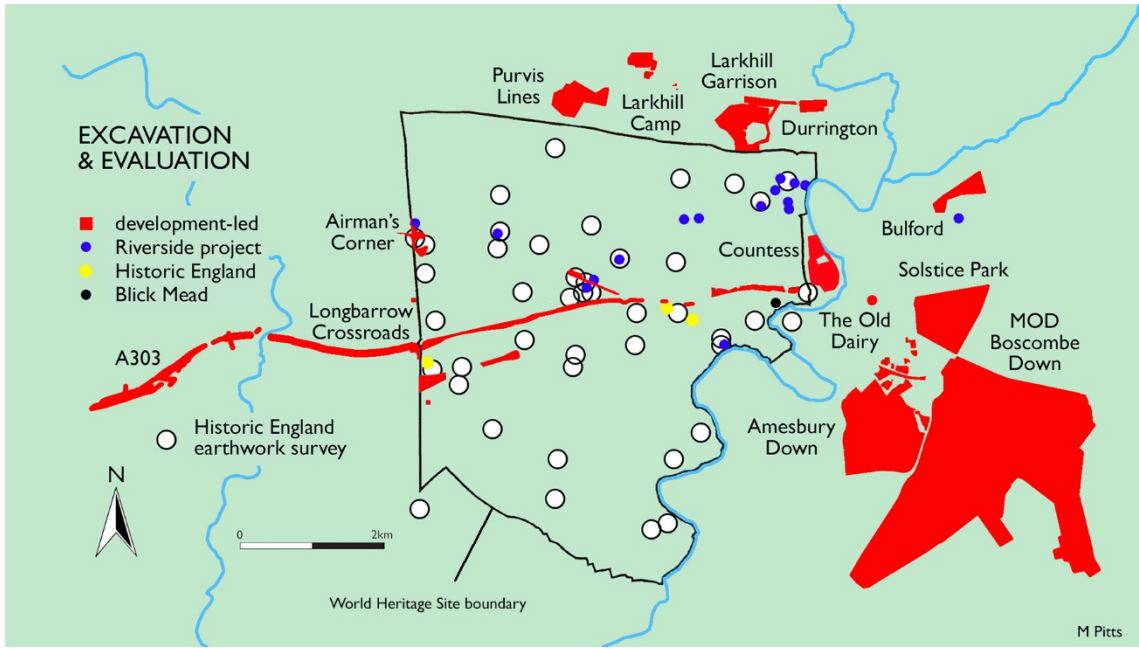 EXCAVATION
& EVALUATION
development-led
Riverside project
Historic England
Blick Mead
Purvis
Lines
Larkhill
Camp
Larkhill
Garrison
Durrington
Airman's
Corner
Bulford
Countess
Solstice Park
Longbarrow
Crossroads
The Old
Dairy
MOD
Boscombe
Down
A303
Amesbury
Down
Historic England
earthwork survey
N
0
2km
World Heritage Site boundary
M Pitts